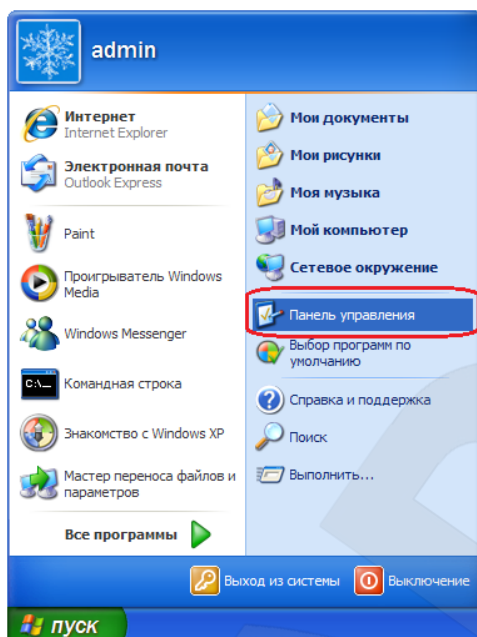 admin
Интернет
Internet Explorer
Электронная почта
Outlook Express
Paint
Проигрыватель Windows
Media
Windows Messenger
C:\_
Командная строка
Знакомство с Windows XP
Мастер переноса файлов и
параметров
Все программы
Мои документы
Мои рисунки
Моя музыка
Мой компьютер
Сетевое окружение
Панель управления
Выбор программ по
умолчанию
Справка и поддержка
Поиск
Выполнить...
Выход из системы
Выключение
пуск